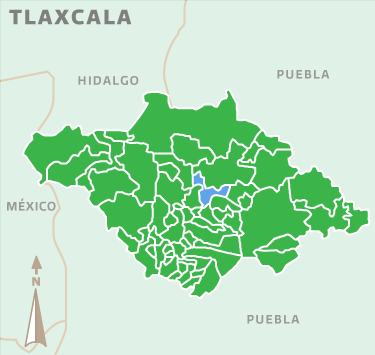 TLAXCALA
HIDALGO
PUEBLA
MÉXICO
N
PUEBLA